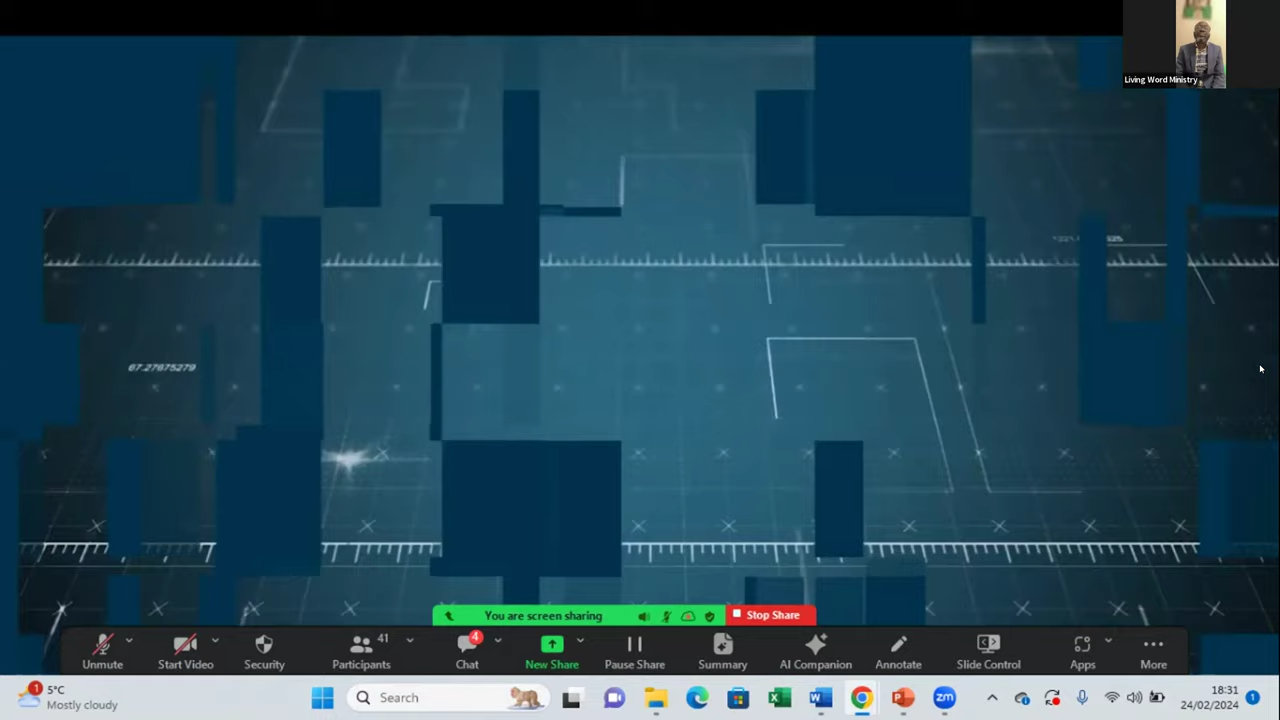 Living Word Ministry
67.27675279
You are screen sharing
Stop Share
41
4
Unmute
Start Video
Security
Participants
Chat
New Share
Pause Share
Summary
AI Companion
Annotate
Slide Control
Apps
More
1
5°C
Mostly cloudy
Search
zm
18:31
24/02/2024
1